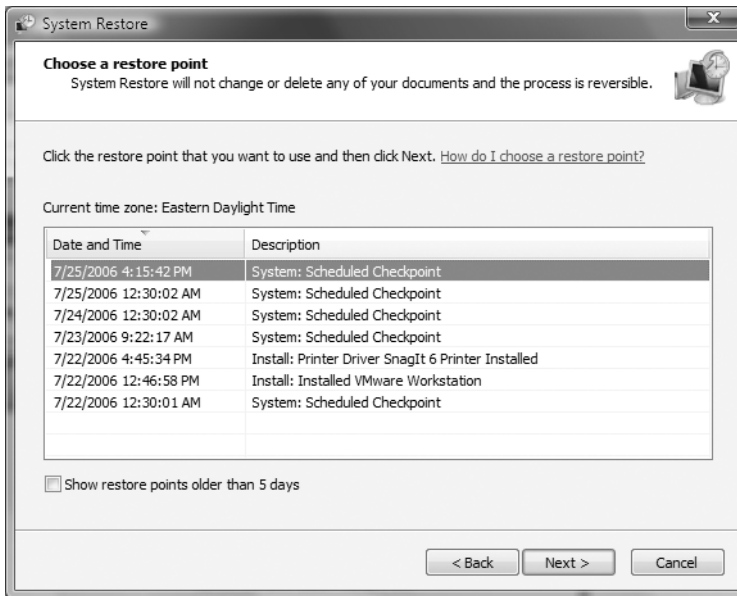 System Restore
Choose a restore point
System Restore will not change or delete any of your documents and the process is reversible.
Click the restore point that you want to use and then click Next. How do I choose a restore point?
Current time zone: Eastern Daylight Time
Date and Time Description
7/25/2006 4:15:42 PM System: Scheduled Checkpoint
7/25/2006 12:30:02 AM System: Scheduled Checkpoint
7/24/2006 12:30:02 AM System: Scheduled Checkpoint
7/23/2006 9:22:17 AM System: Scheduled Checkpoint
7/22/2006 4:45:34 PM Install: Printer Driver SnagIt 6 Printer Installed
7/22/2006 12:46:58 PM Install: Installed VMware Workstation
7/22/2006 12:30:01 AM System: Scheduled Checkpoint
Show restore points older than 5 days
< Back Next > Cancel